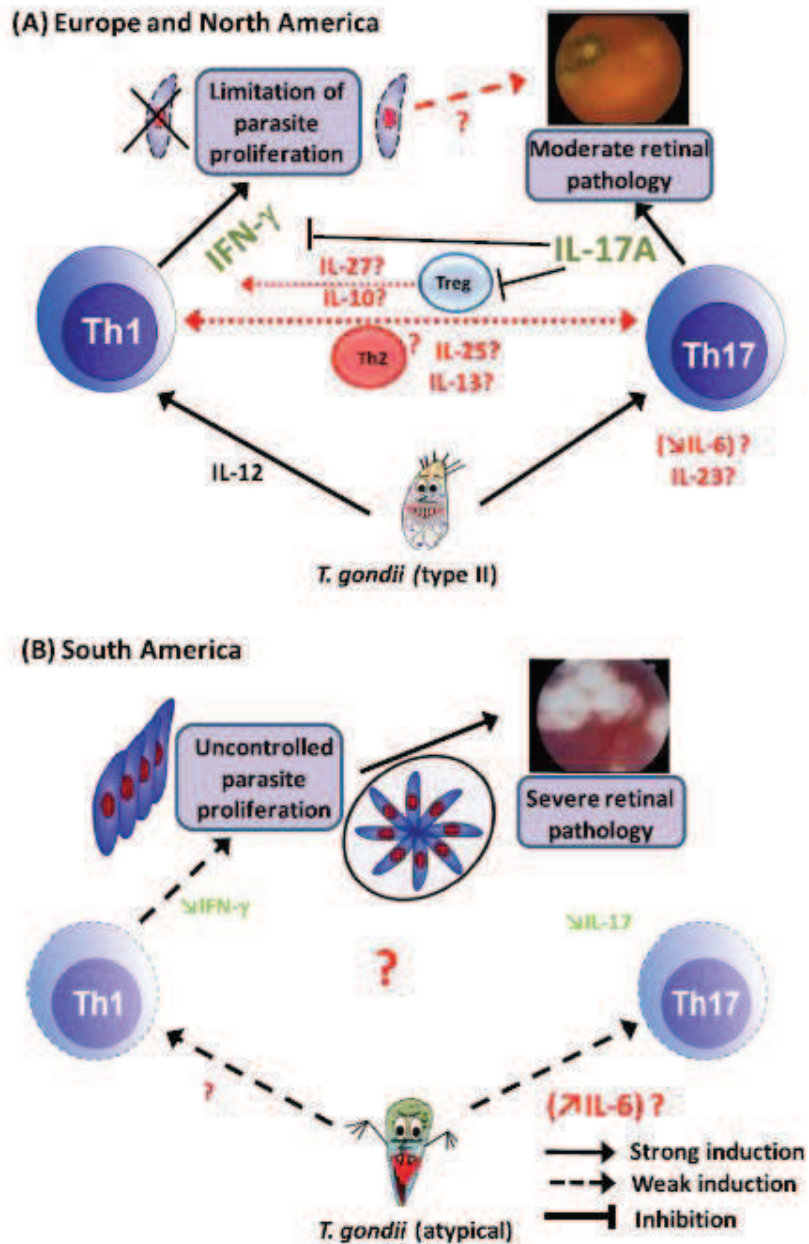 (A) Europe and North America
Limitation of
parasite
proliferation
?
Moderate retinal
pathology
IFN-γ
IL-17A
IL-27?
IL-10?
Treg
Th1
Th2
?
IL-25?
IL-13?
Th17
(↘IL-6) ?
IL-23?
IL-12
T. gondii (type II)
(B) South America
Uncontrolled
parasite
proliferation
Severe retinal
pathology
↘IFN-γ
↘IL-17
?
Th1
Th17
?
(↗IL-6) ?
Strong induction
Weak induction
Inhibition
T. gondii (atypical)